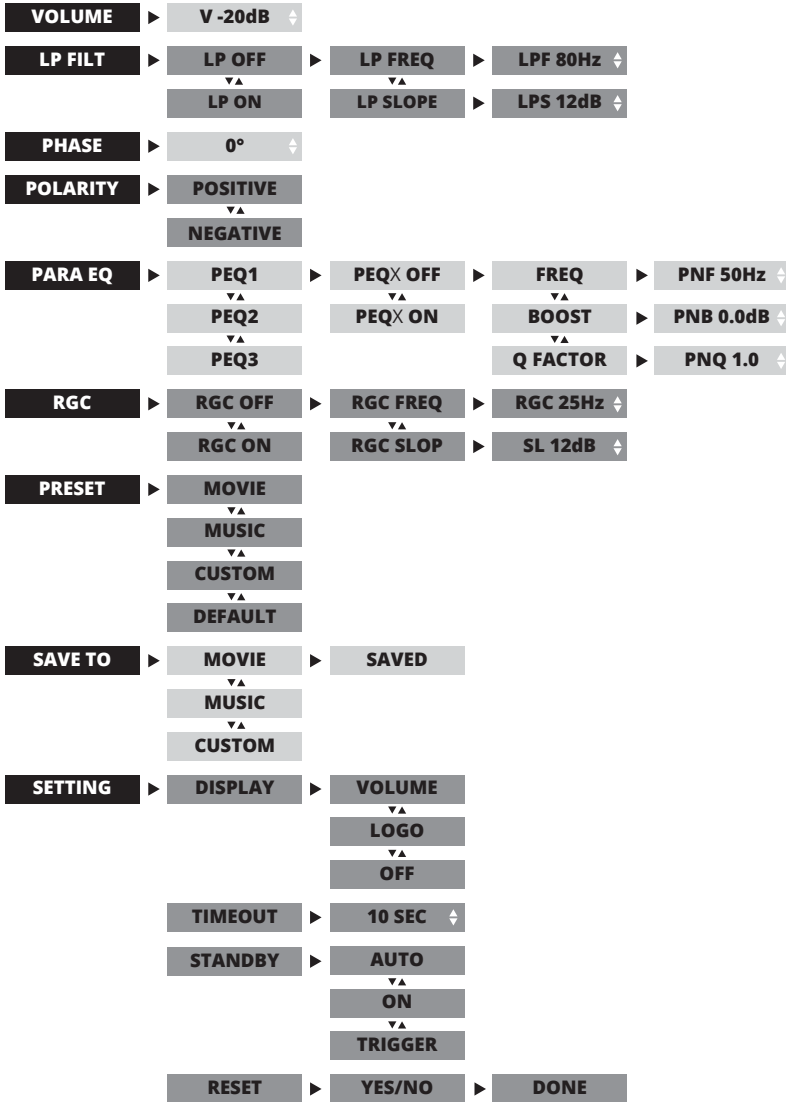 VOLUME V -20dB
LP FILT LP OFF LP FREQ LPF 80Hz
LP ON LP SLOPE LPS 12dB
PHASE 0°
POLARITY POSITIVE
NEGATIVE
PARA EQ PEQ1 PEQX OFF FREQ PNF 50Hz
PEQ2 PEQX ON BOOST PNB 0.0dB
PEQ3 Q FACTOR PNQ 1.0
RGC RGC OFF RGC FREQ RGC 25Hz
RGC ON RGC SLOP SL 12dB
PRESET MOVIE
MUSIC
CUSTOM
DEFAULT
SAVE TO MOVIE SAVED
MUSIC
CUSTOM
SETTING DISPLAY VOLUME
LOGO
OFF
TIMEOUT 10 SEC
STANDBY AUTO
ON
TRIGGER
RESET YES/NO DONE